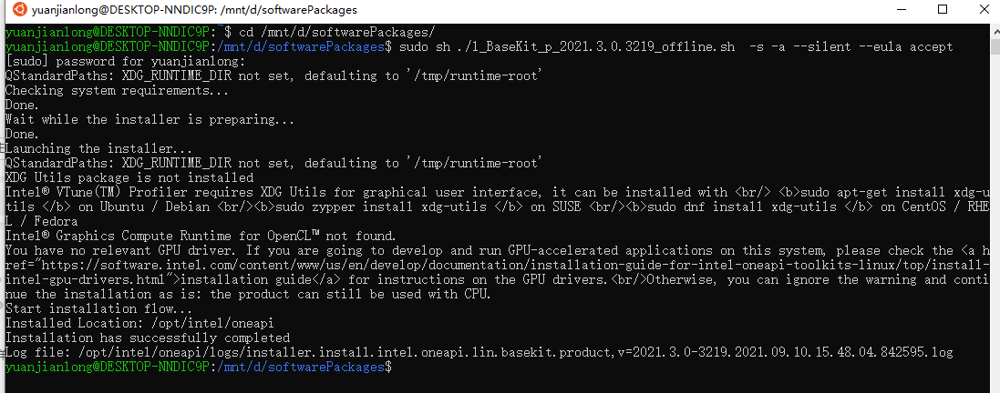 yuanjianlong@DESKTOP-NNDIC9P: /mnt/d/softwarePackages
yuanjianlong@DESKTOP-NNDIC9P:~$ cd /mnt/d/softwarePackages/
yuanjianlong@DESKTOP-NNDIC9P:/mnt/d/softwarePackages$ sudo sh ./l_BaseKit_p_2021.3.0.3219_offline.sh  -s -a --silent --eula accept
[sudo] password for yuanjianlong:
QStandardPaths: XDG_RUNTIME_DIR not set, defaulting to '/tmp/runtime-root'
Checking system requirements...
Done.
Wait while the installer is preparing...
Done.
Launching the installer...
QStandardPaths: XDG_RUNTIME_DIR not set, defaulting to '/tmp/runtime-root'
XDG Utils package is not installed
Intel® VTune(TM) Profiler requires XDG Utils for graphical user interface, it can be installed with <br/> <b>sudo apt-get install xdg-u
tils </b> on Ubuntu / Debian <br/><b>sudo zypper install xdg-utils </b> on SUSE <br/><b>sudo dnf install xdg-utils </b> on CentOS / RHE
L / Fedora
Intel® Graphics Compute Runtime for OpenCL™ not found.
You have no relevant GPU driver. If you are going to develop and run GPU-accelerated applications on this system, please check the <a h
ref="https://software.intel.com/content/www/us/en/develop/documentation/installation-guide-for-intel-oneapi-toolkits-linux/top/install-
intel-gpu-drivers.html">installation guide</a> for instructions on the GPU drivers.<br/>Otherwise, you can ignore the warning and conti
nue the installation as is: the product can still be used with CPU.
Start installation flow...
Installed Location: /opt/intel/oneapi
Installation has successfully completed
Log file: /opt/intel/oneapi/logs/installer.install.intel.oneapi.lin.basekit.product,v=2021.3.0-3219.2021.09.10.15.48.04.842595.log
yuanjianlong@DESKTOP-NNDIC9P:/mnt/d/softwarePackages$